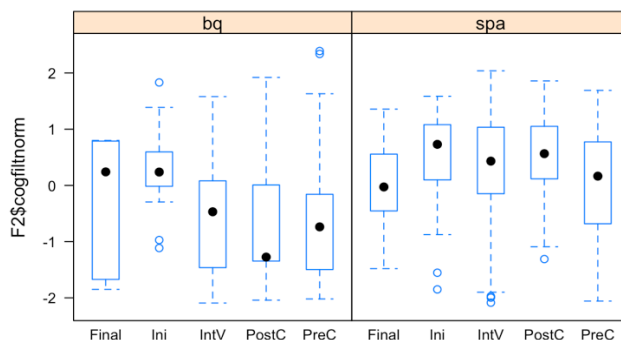 bq spa
F2$cogfiltnorm
2
1
0
-1
-2
Final Ini IntV PostC PreC Final Ini IntV PostC PreC